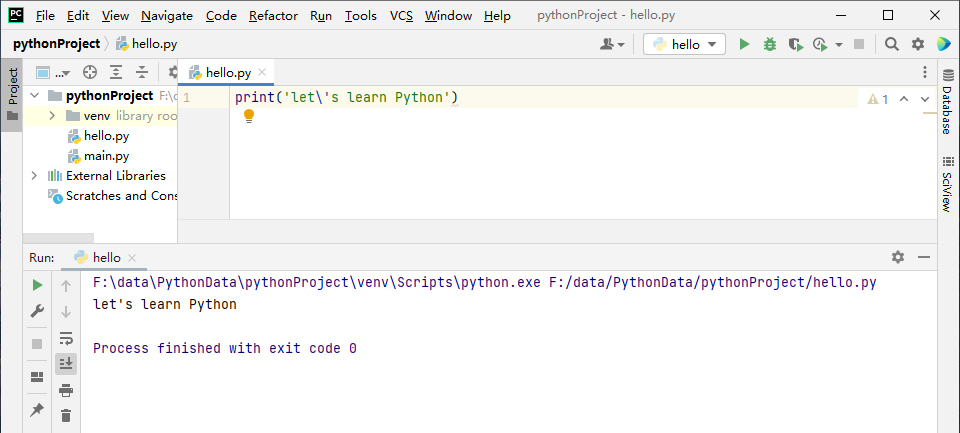 PC File Edit View Navigate Code Refactor Run Tools VCS Window Help pythonProject - hello.py
pythonProject hello.py hello
Project
... hello.py
pythonProject F:\d
venv library roo
hello.py
main.py
External Libraries
Scratches and Cons
1 print('let\'s learn Python')
1
Database
SciView
Run: hello
F:\data\PythonData\pythonProject\venv\Scripts\python.exe F:/data/PythonData/pythonProject/hello.py
let's learn Python
Process finished with exit code 0